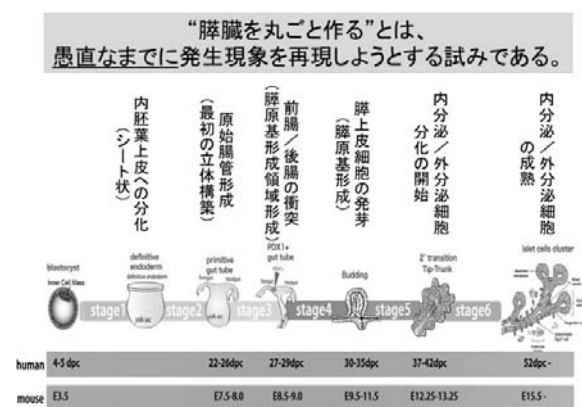 “膵臓を丸ごと作る”とは、
愚直なまでに発生現象を再現しようとする試みである。
内胚葉上皮への分化
(シート状)
原始腸管形成
(最初の立体構築)
前腸/後腸の衝突
(膵原基形成領域形成)
膵上皮細胞の発芽
(膵原基形成)
内分泌/外分泌細胞
分化の開始
内分泌/外分泌細胞
の成熟
blastocyst
Inner Cell Mass
definitive
endoderm
definitive endoderm
yolk sac
primitive
gut tube
foregut hindgut
yolk sac
PDX1+
gut tube
Budding
2˚ transition
Tip-Trunk
islet cells cluster
stage1 stage2 stage3 stage4 stage5 stage6
human 4-5 dpc 22-26dpc 27-29dpc 30-35dpc 37-42dpc 52dpc -
mouse E3.5 E7.5-8.0 E8.5-9.0 E9.5-11.5 E12.25-13.25 E15.5 -